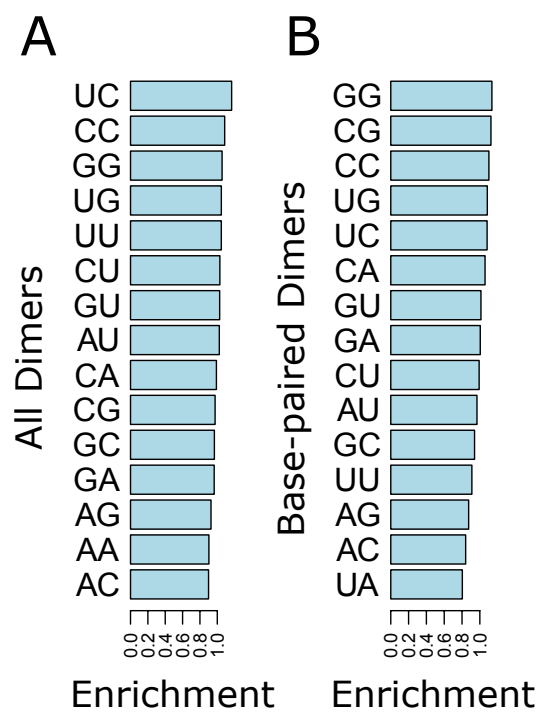 A
All Dimers
UC
CC
GG
UG
UU
CU
GU
AU
CA
CG
GC
GA
AG
AA
AC
0.0
0.2
0.4
0.6
0.8
1.0
Enrichment
B
Base-paired Dimers
GG
CG
CC
UG
UC
CA
GU
GA
CU
AU
GC
UU
AG
AC
UA
0.0
0.2
0.4
0.6
0.8
1.0
Enrichment